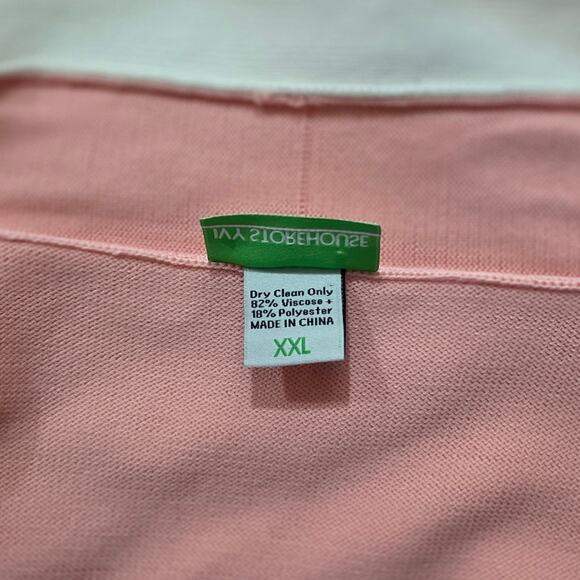 IVY STOREHOUSE
Dry Clean Only
82% Viscose +
18% Polyester
MADE IN CHINA
XXL